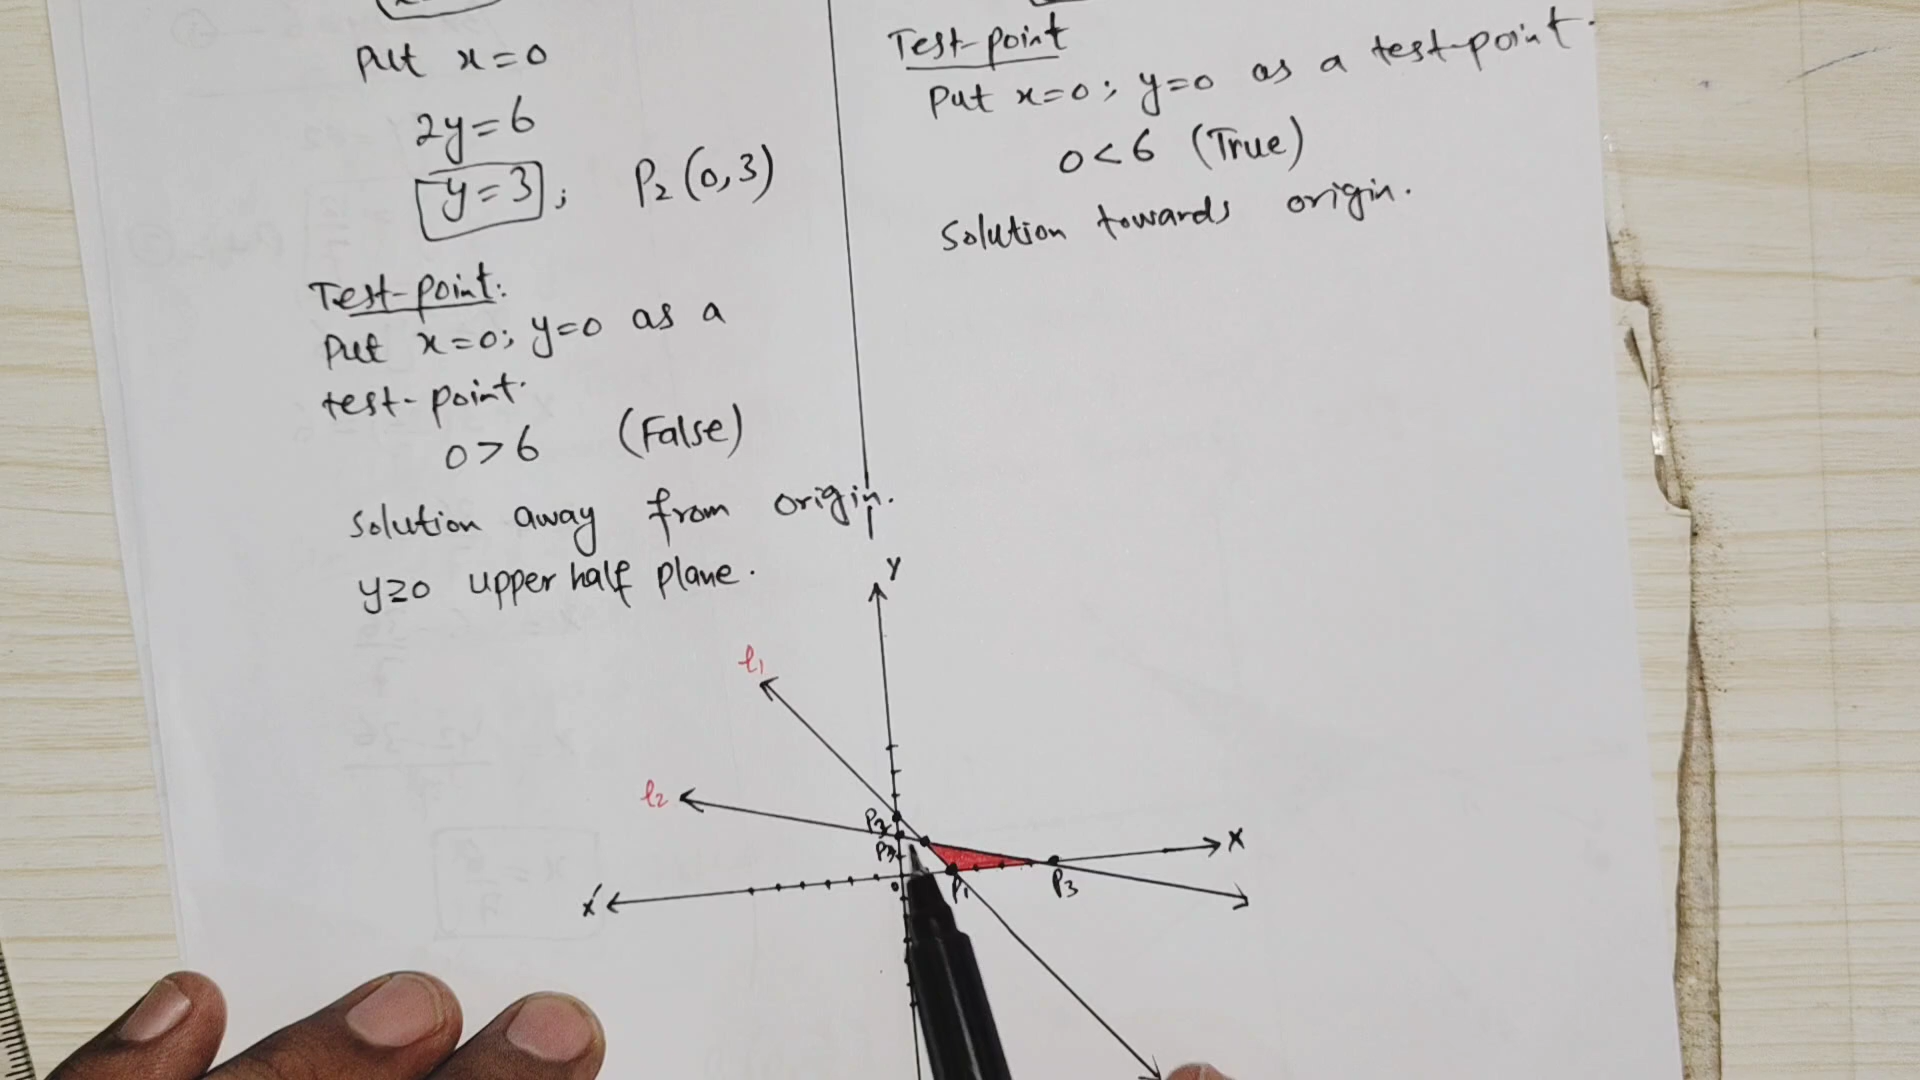 Put x=0
2y=6
y=3 ; P₂(0,3)
Test-point:
Put x=0; y=0 as a
test-point.
0>6 (False)
Solution away from origin.
y≥0 upper half plane.
Test-point
Put x=0; y=0 as a test-point.
0<6 (True)
Solution towards origin.
Y
l₁
l₂
P₂
X
0
P₁
P₃
X'